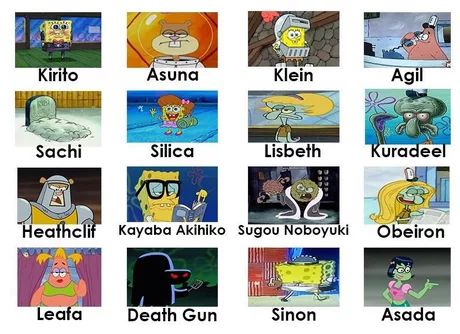 Kirito Asuna Klein Agil
Sachi Silica Lisbeth Kuradeel
Heathclif Kayaba Akihiko Sugou Noboyuki Obeiron
Leafa Death Gun Sinon Asada